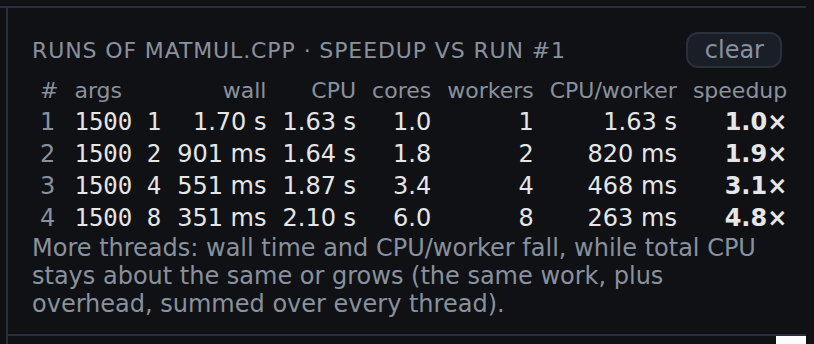 RUNS OF MATMUL.CPP · SPEEDUP VS RUN #1 clear
# args wall CPU cores workers CPU/worker speedup
1 1500 1 1.70 s 1.63 s 1.0 1 1.63 s 1.0×
2 1500 2 901 ms 1.64 s 1.8 2 820 ms 1.9×
3 1500 4 551 ms 1.87 s 3.4 4 468 ms 3.1×
4 1500 8 351 ms 2.10 s 6.0 8 263 ms 4.8×
More threads: wall time and CPU/worker fall, while total CPU
stays about the same or grows (the same work, plus
overhead, summed over every thread).